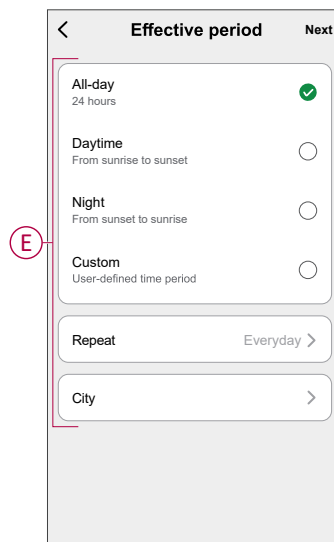 Effective period Next
All-day
24 hours
Daytime
From sunrise to sunset
Night
From sunset to sunrise
E
Custom
User-defined time period
Repeat Everyday
City